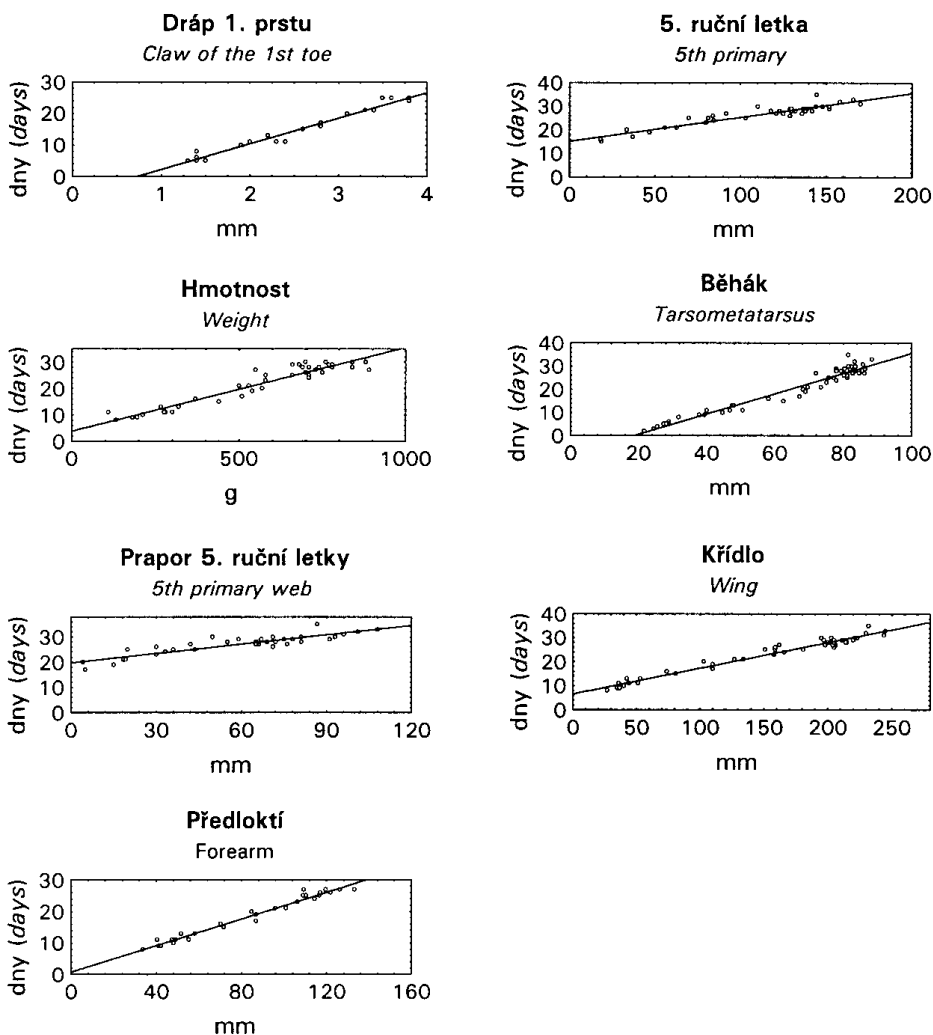 Dráp 1. prstu
Claw of the 1st toe
dny (days)
30
20
10
0
0 1 2 3 4
mm
5. ruční letka
5th primary
dny (days)
40
30
20
10
0
0 50 100 150 200
mm
Hmotnost
Weight
dny (days)
30
20
10
0
0 500 1000
g
Běhák
Tarsometatarsus
dny (days)
40
30
20
10
0
0 20 40 60 80 100
mm
Prapor 5. ruční letky
5th primary web
dny (days)
30
20
10
0
0 30 60 90 120
mm
Křídlo
Wing
dny (days)
40
30
20
10
0
0 50 100 150 200 250
mm
Předloktí
Forearm
dny (days)
30
20
10
0
0 40 80 120 160
mm